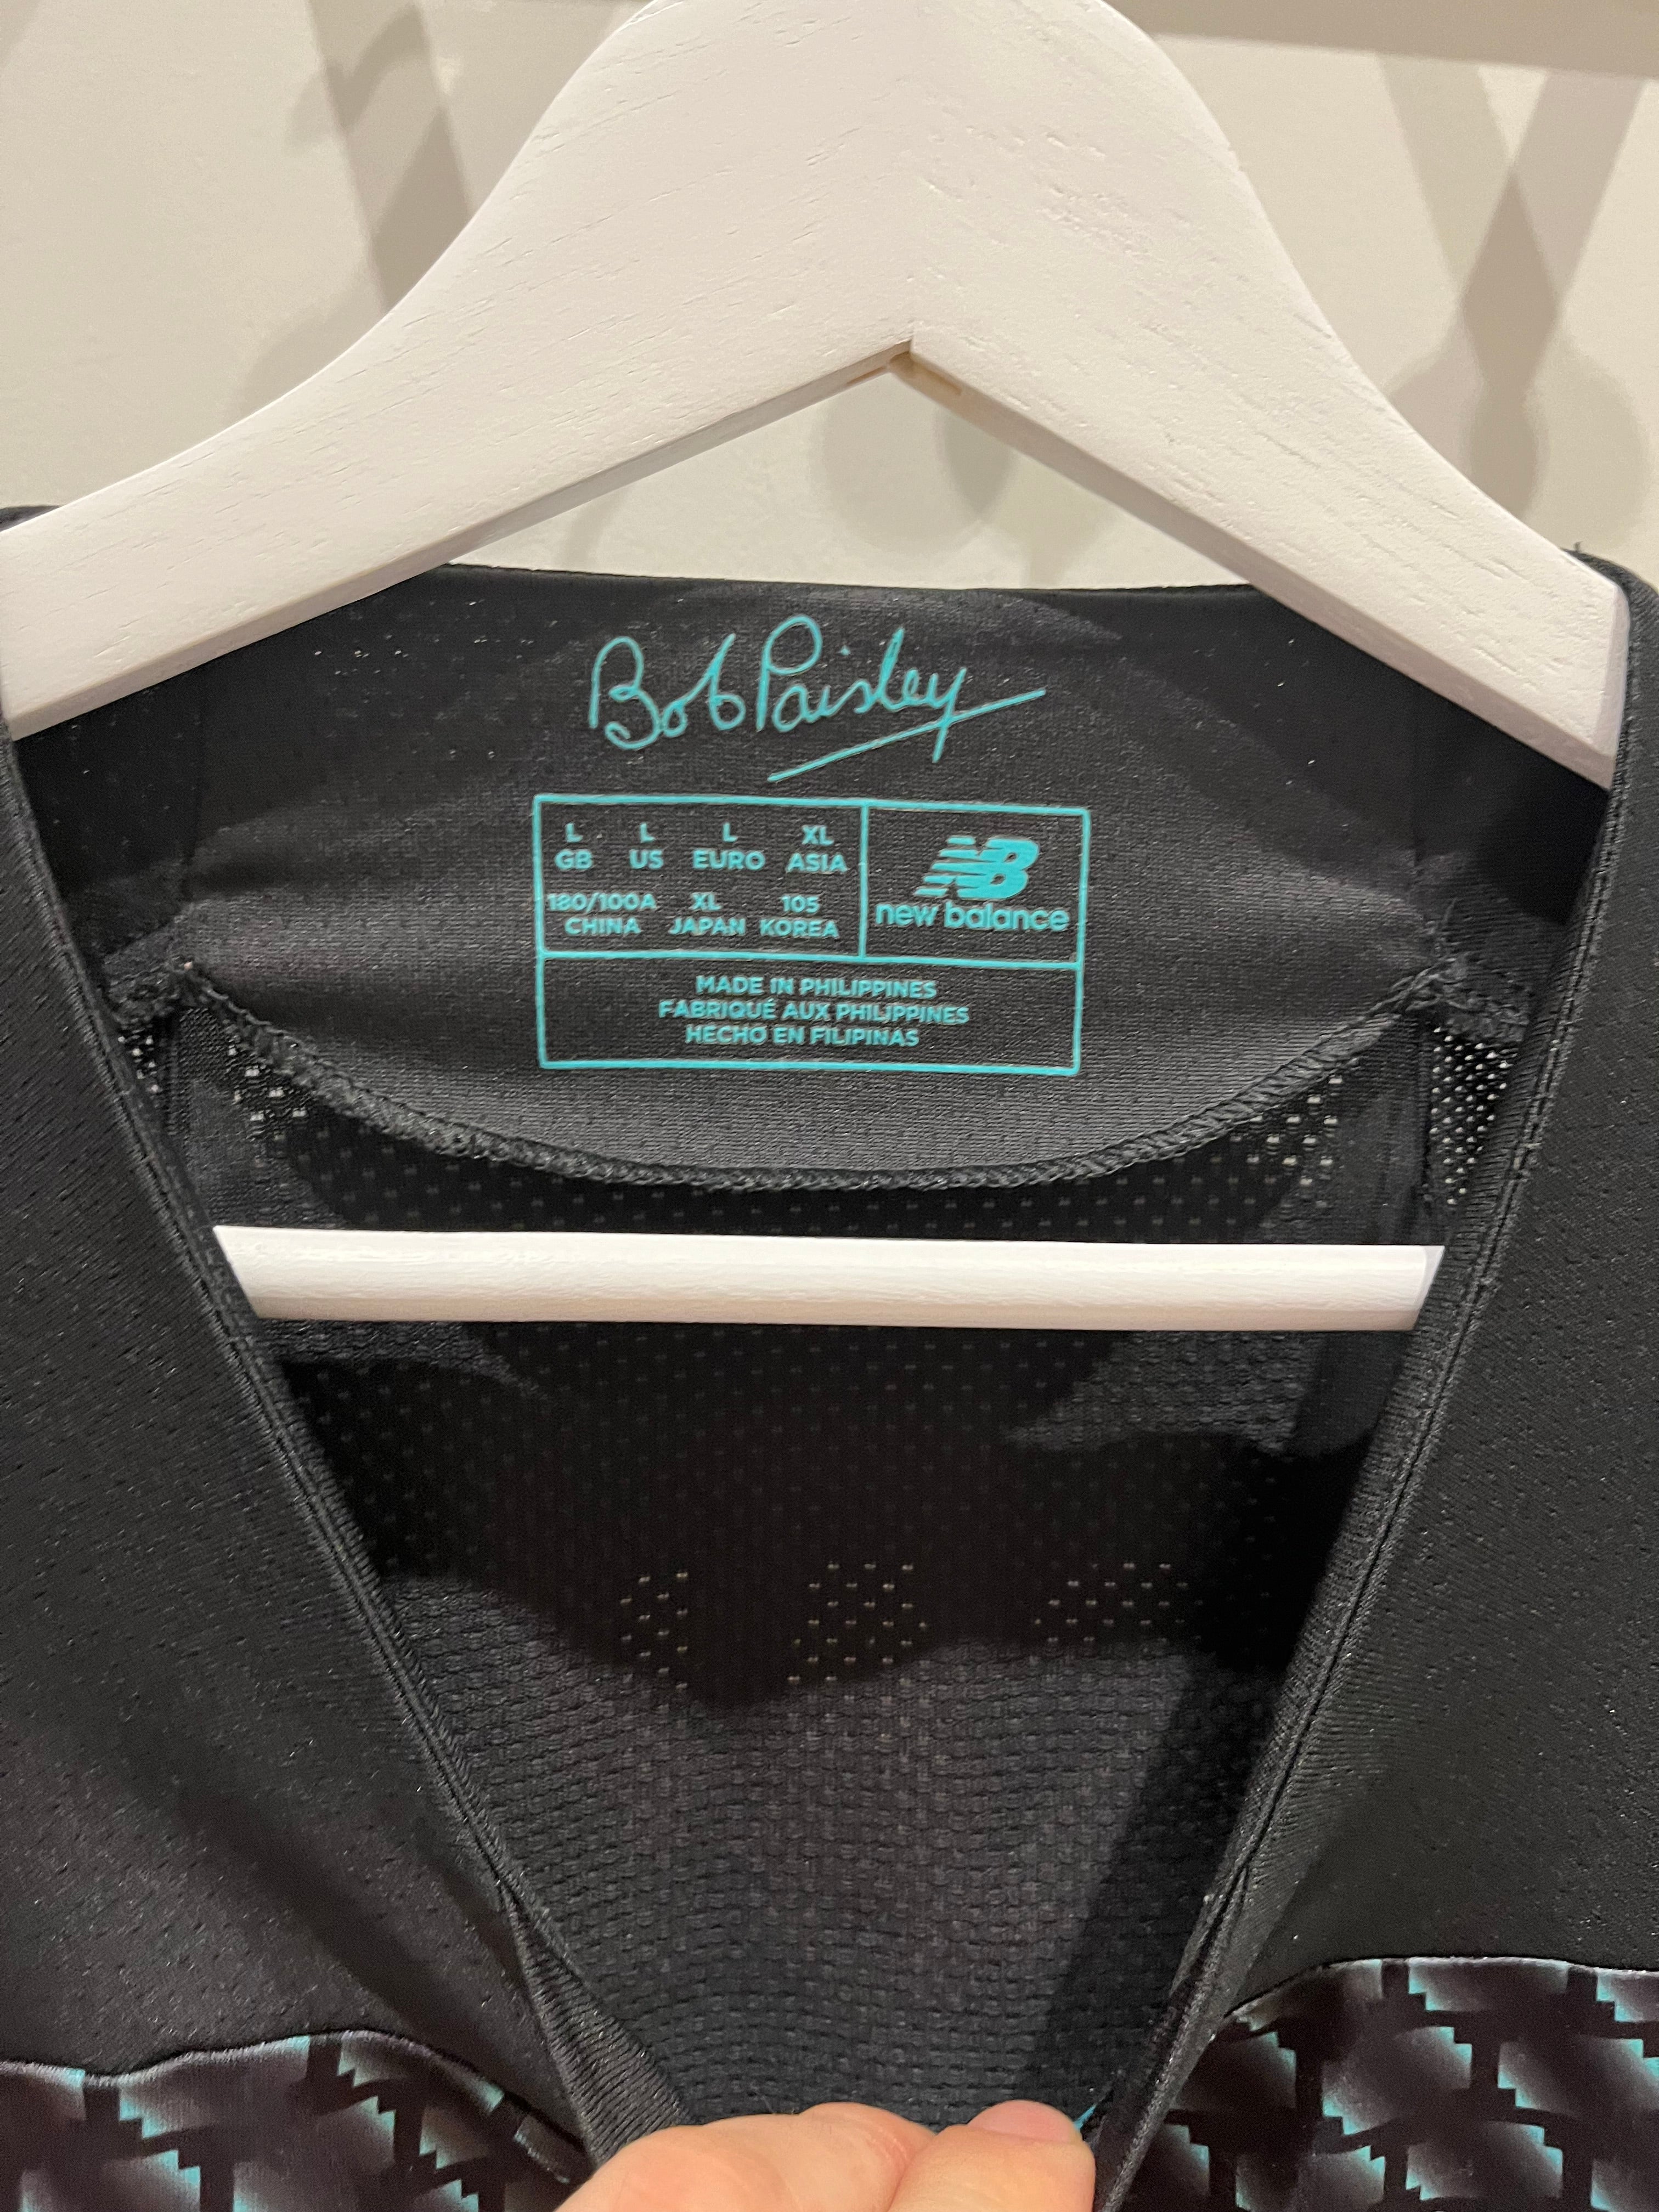 Bob Paisley
L L L XL
GB US EURO ASIA
180/100A XL 105
CHINA JAPAN KOREA
NB
new balance
MADE IN PHILIPPINES
FABRIQUÉ AUX PHILIPPINES
HECHO EN FILIPINAS